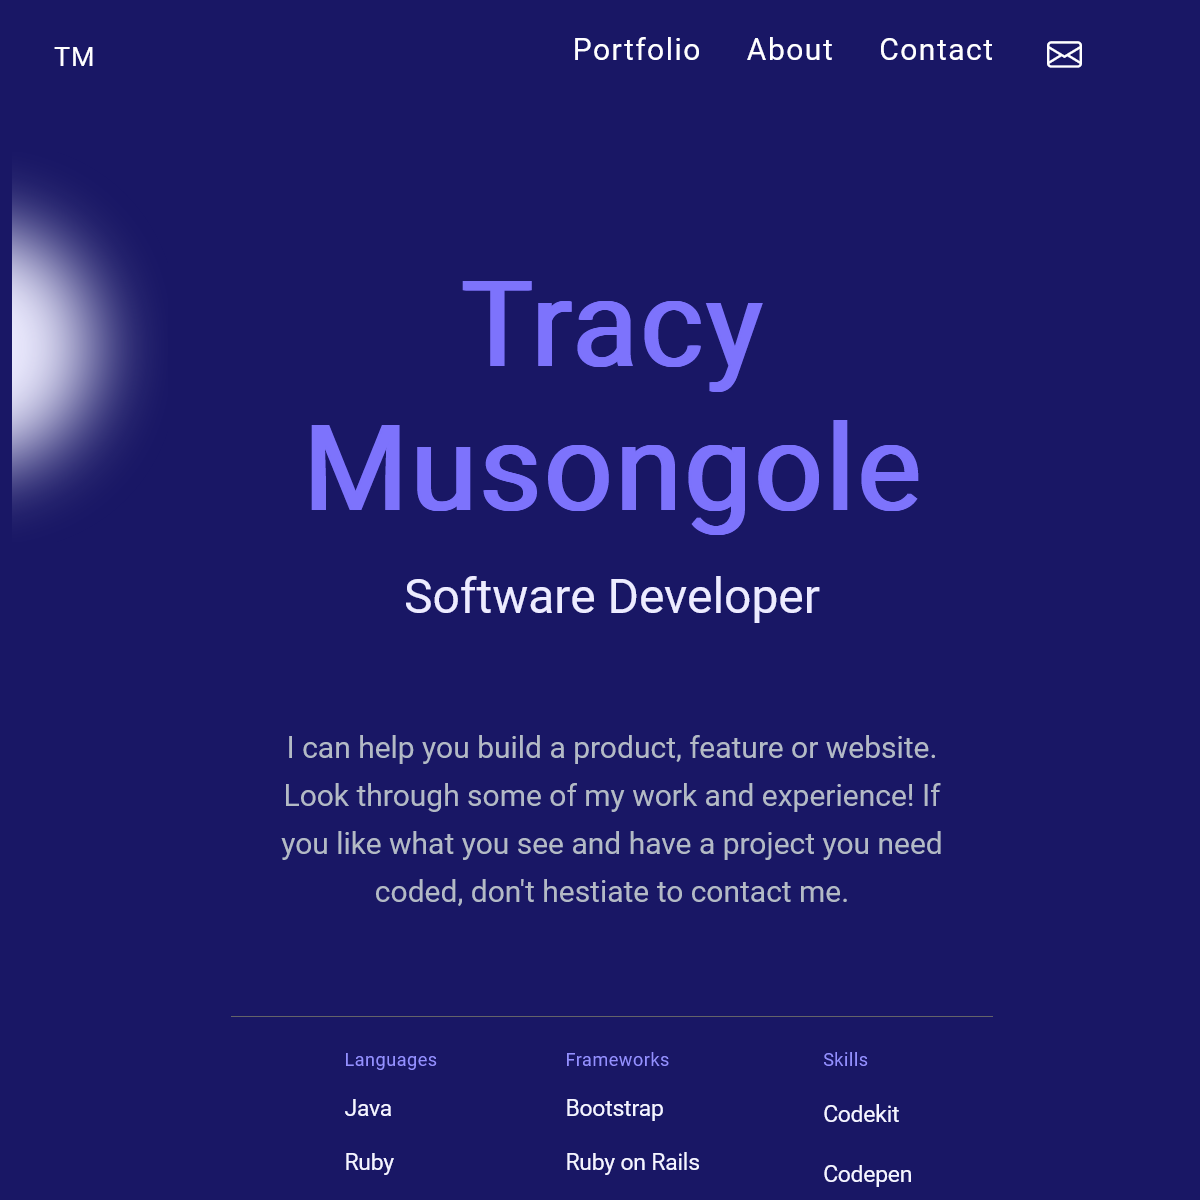 TM
Portfolio About Contact
Tracy
Musongole
Software Developer
I can help you build a product, feature or website.
Look through some of my work and experience! If
you like what you see and have a project you need
coded, don't hestiate to contact me.
Languages Frameworks Skills
Java Bootstrap Codekit
Ruby Ruby on Rails Codepen